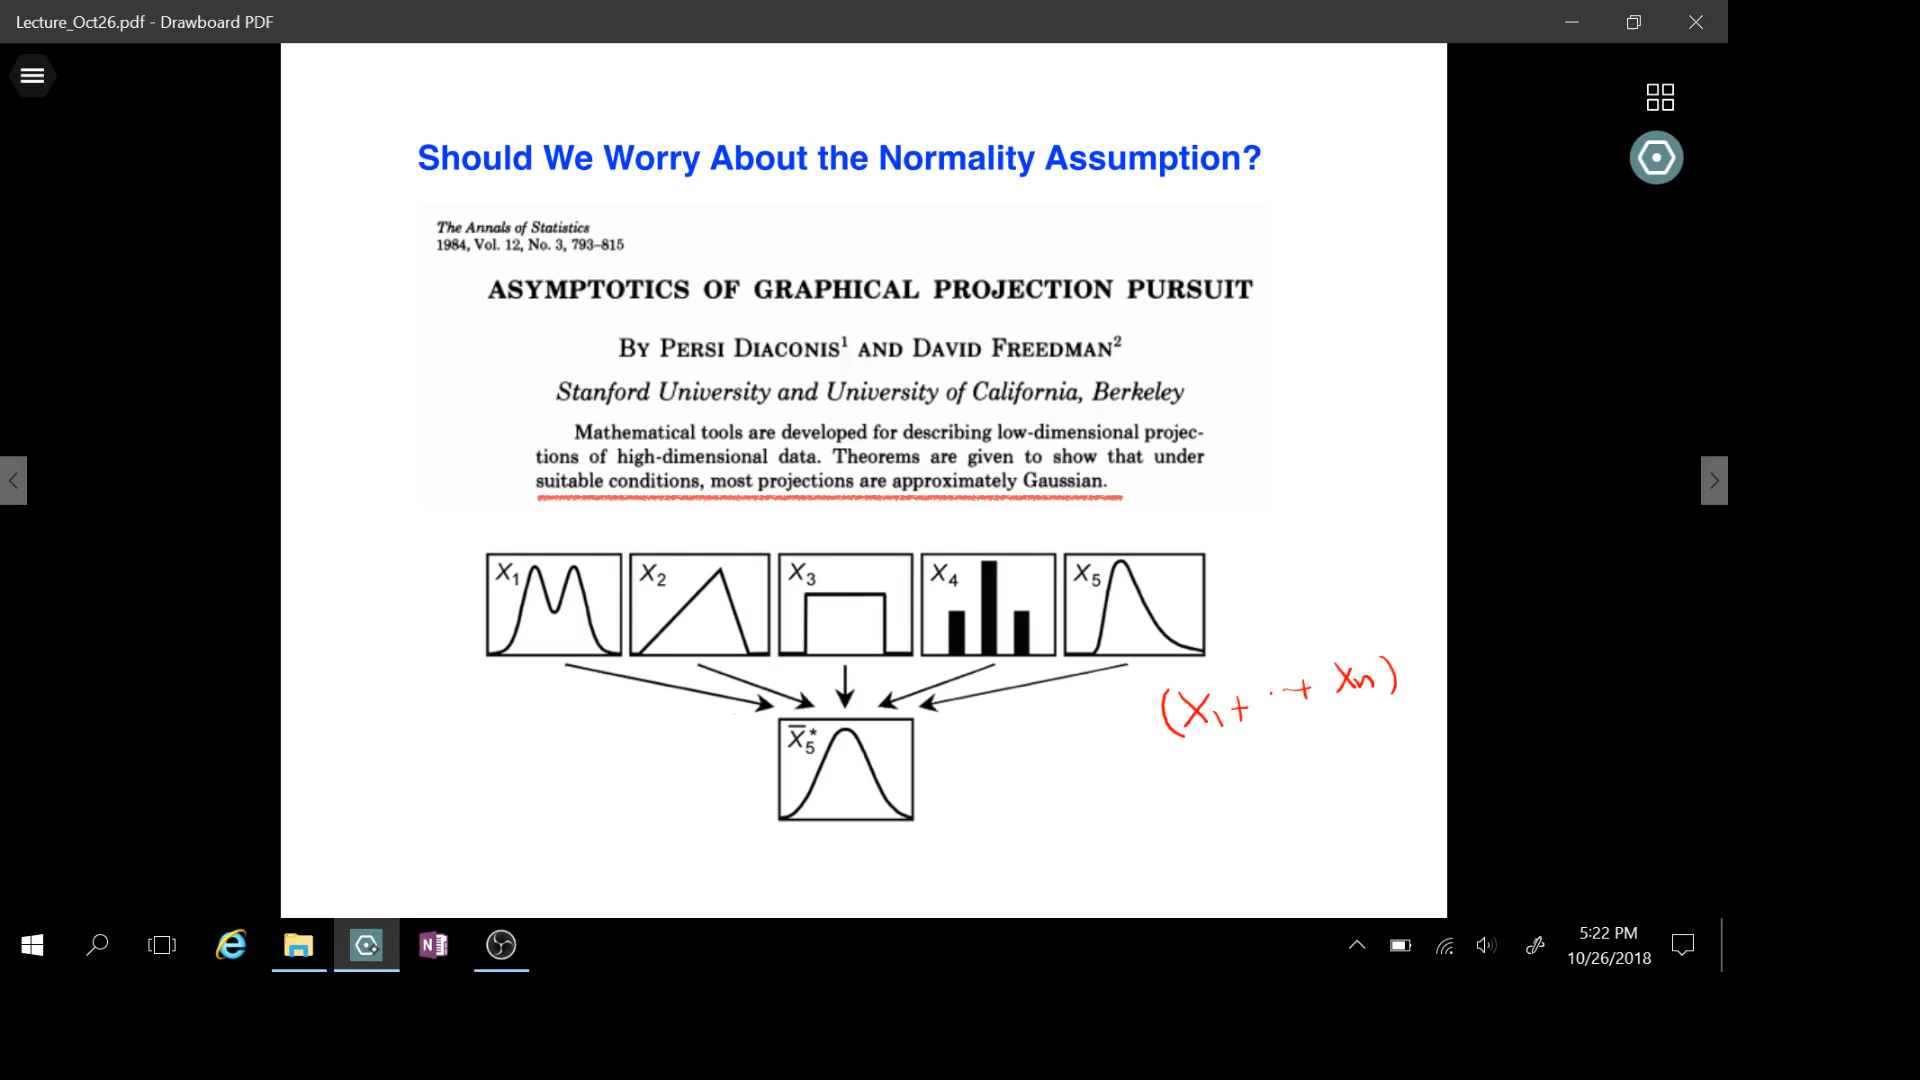 Lecture_Oct26.pdf - Drawboard PDF
Should We Worry About the Normality Assumption?
The Annals of Statistics
1984, Vol. 12, No. 3, 793–815
ASYMPTOTICS OF GRAPHICAL PROJECTION PURSUIT
BY PERSI DIACONIS¹ AND DAVID FREEDMAN²
Stanford University and University of California, Berkeley
Mathematical tools are developed for describing low-dimensional projec-
tions of high-dimensional data. Theorems are given to show that under
suitable conditions, most projections are approximately Gaussian.
X₁ X₂ X₃ X₄ X₅
(X₁ + ·· + Xn)
X̅₅*
N
5:22 PM
10/26/2018